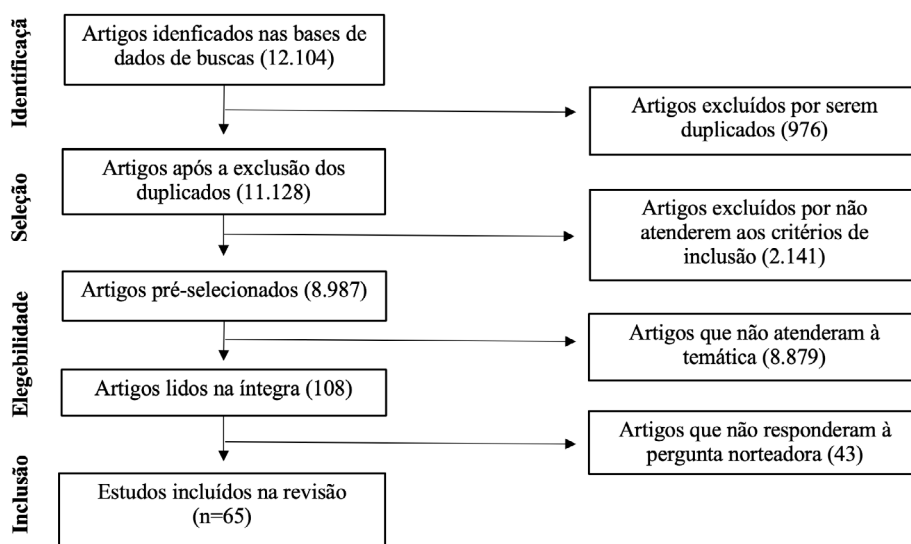 Identificaçã
Artigos idenficados nas bases de
dados de buscas (12.104)
Artigos excluídos por serem
duplicados (976)
Seleção
Artigos após a exclusão dos
duplicados (11.128)
Artigos excluídos por não
atenderem aos critérios de
inclusão (2.141)
Elegebilidade
Artigos pré-selecionados (8.987)
Artigos que não atenderam à
temática (8.879)
Artigos lidos na íntegra (108)
Artigos que não responderam à
pergunta norteadora (43)
Inclusão
Estudos incluídos na revisão
(n=65)